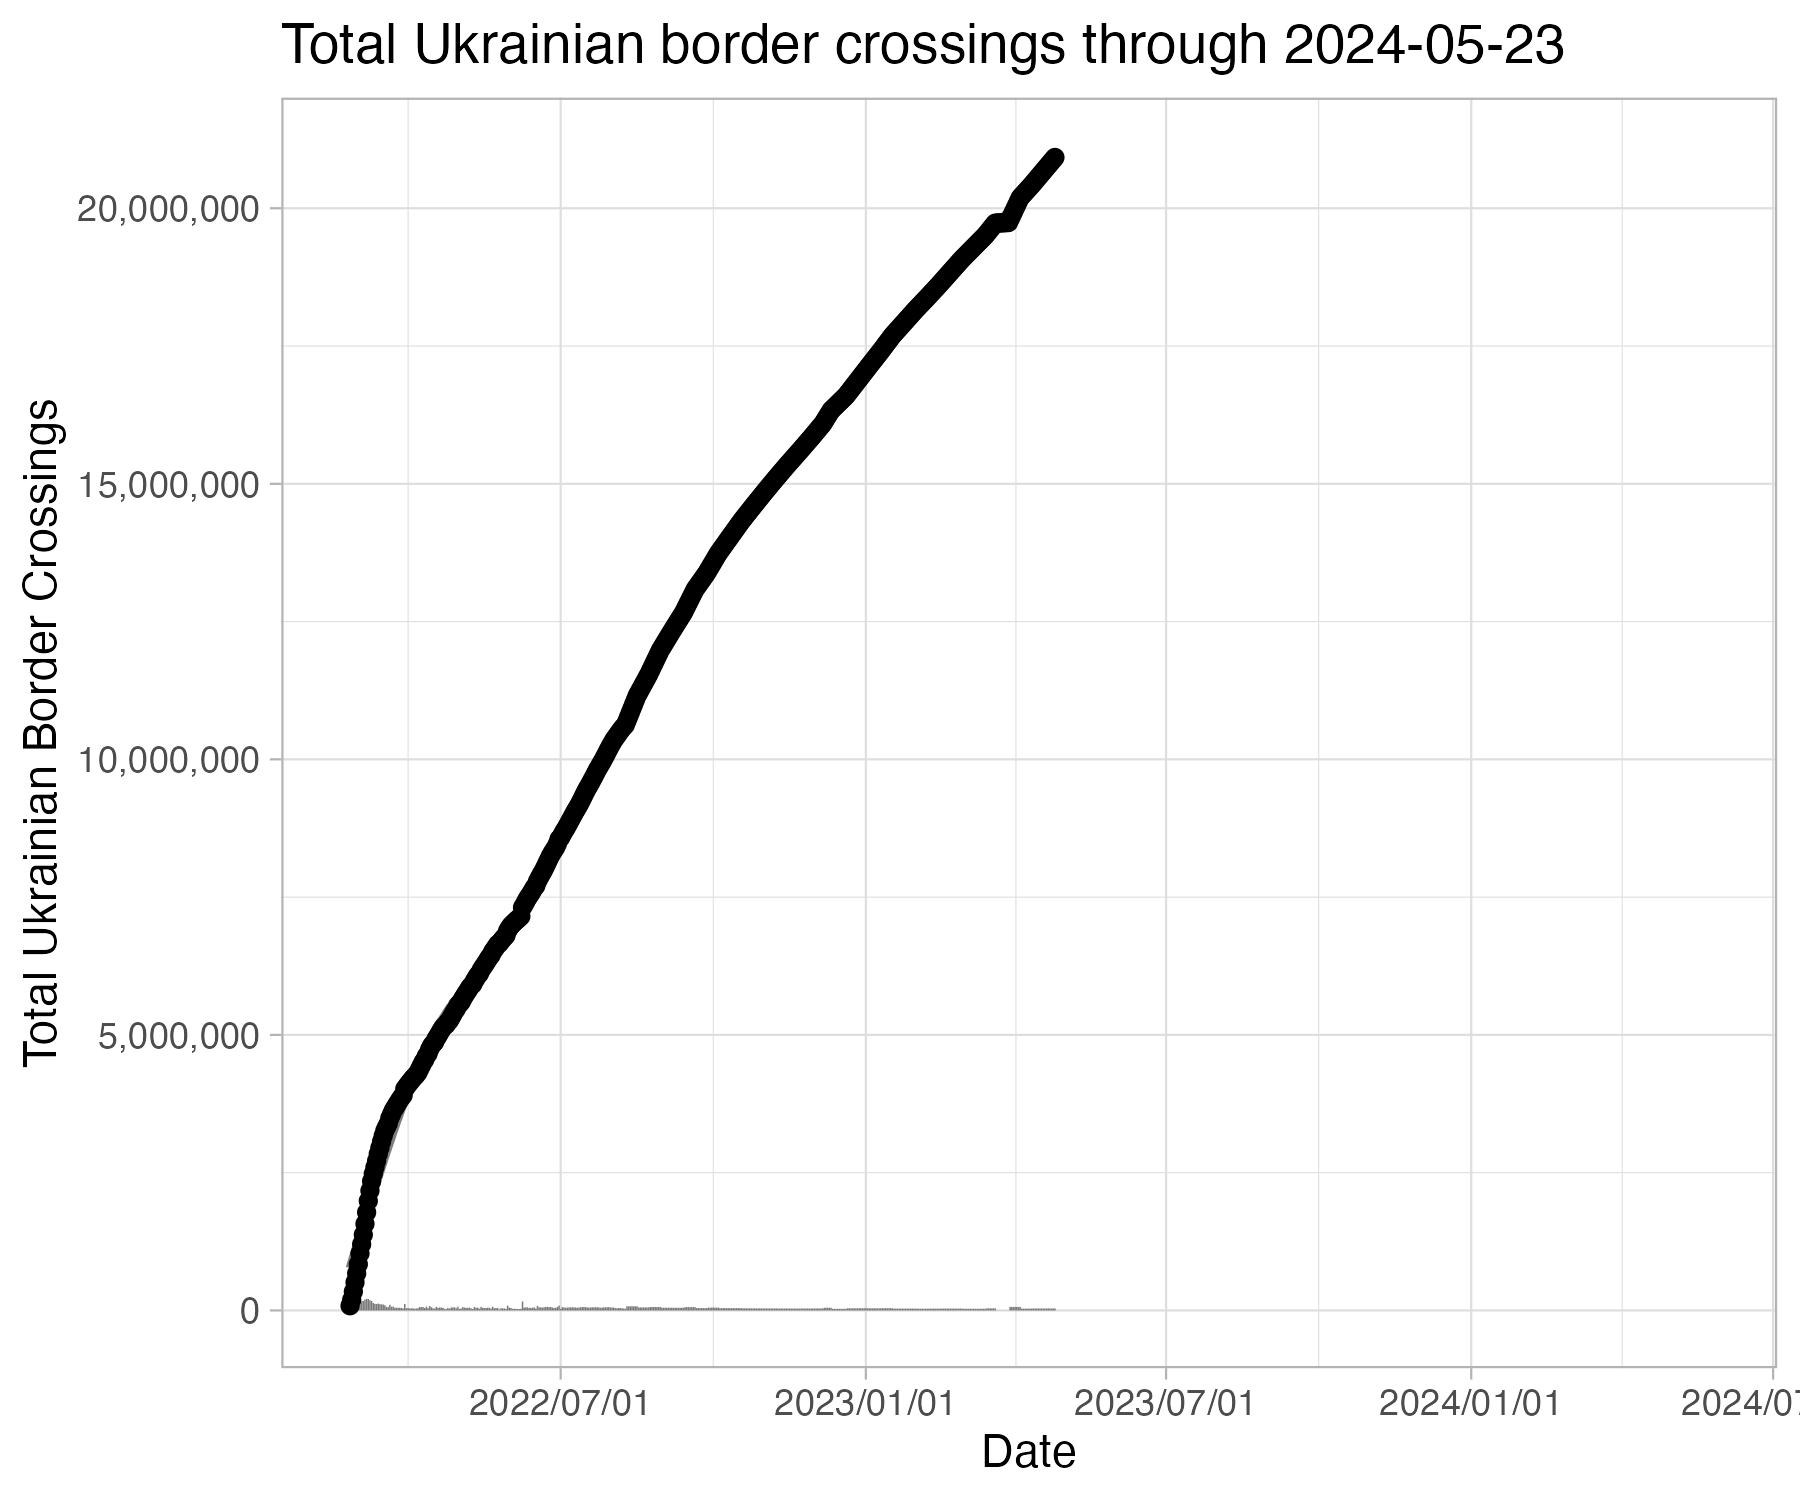 Total Ukrainian border crossings through 2024-05-23
Total Ukrainian Border Crossings
20,000,000
15,000,000
10,000,000
5,000,000
0
2022/07/01 2023/01/01 2023/07/01 2024/01/01 2024/07
Date